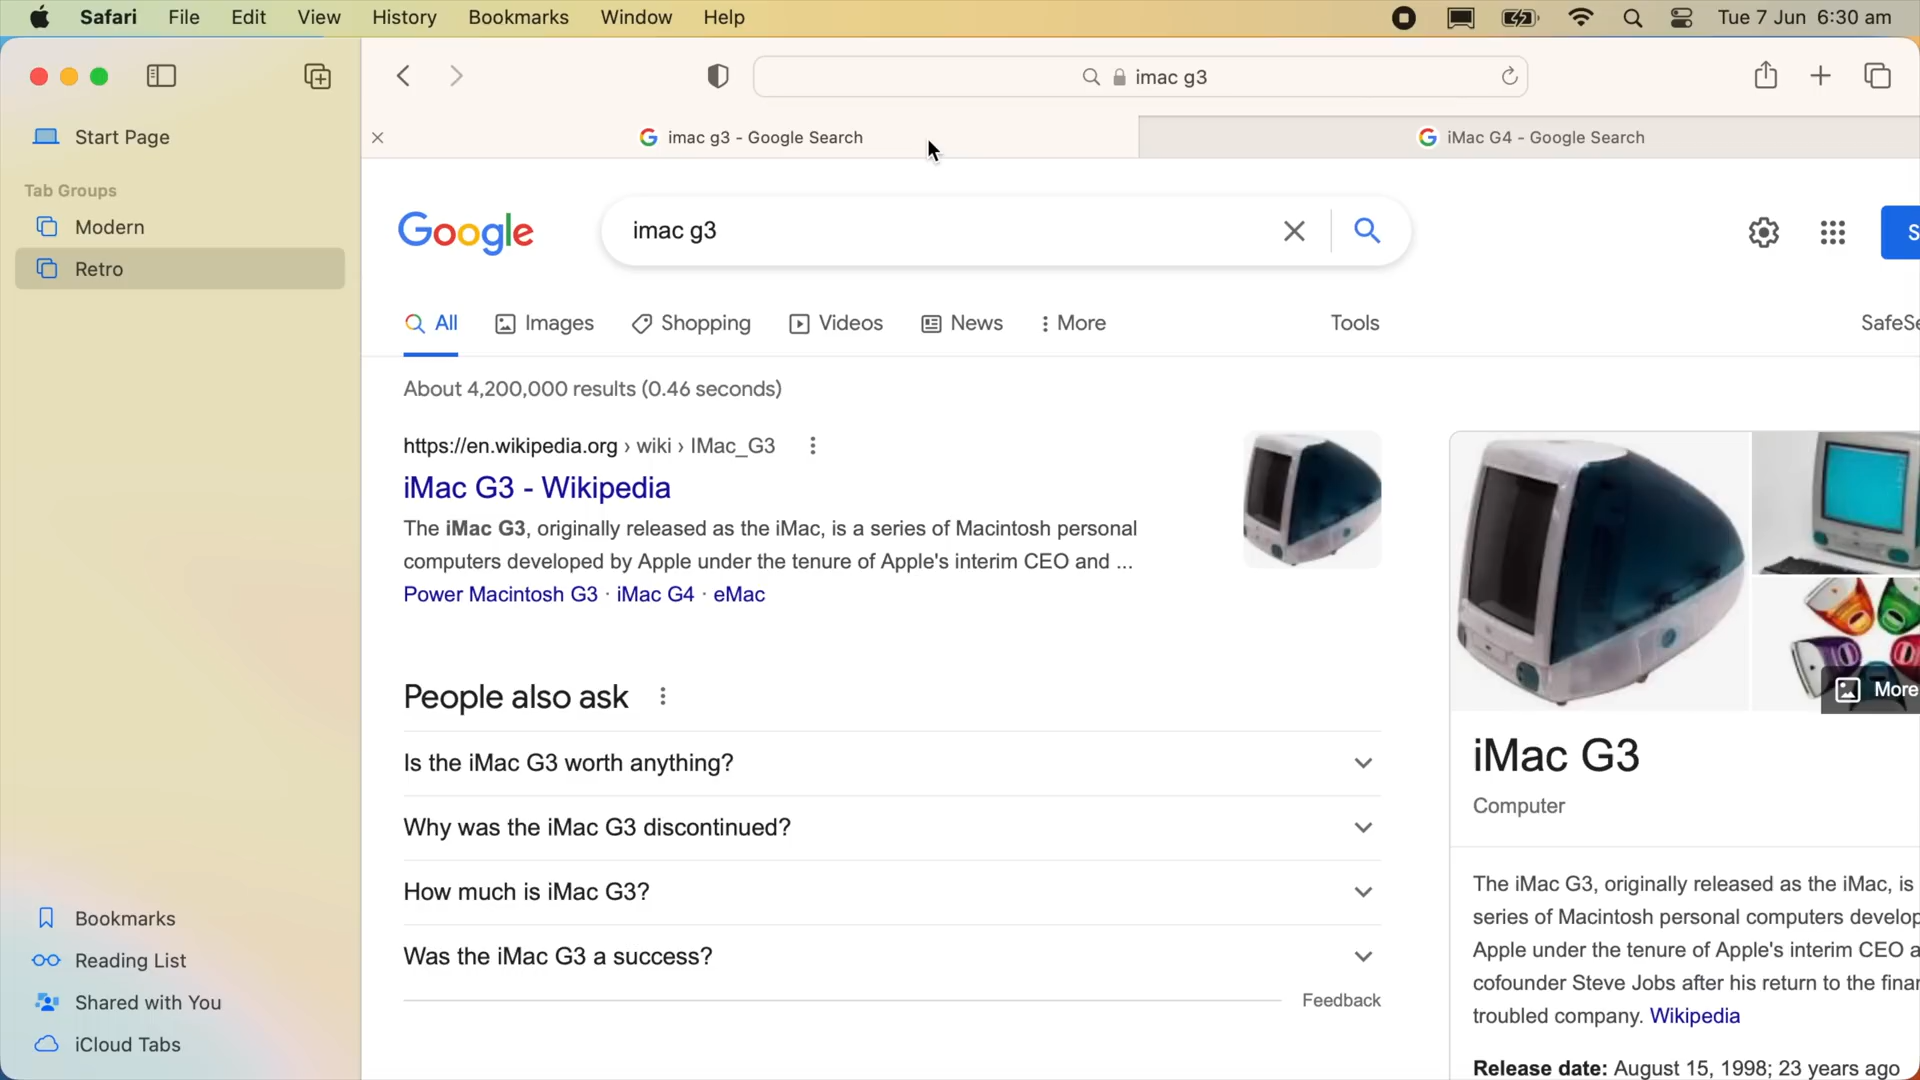 Safari File Edit View History Bookmarks Window Help Tue 7 Jun 6:30 am
imac g3
Start Page
Tab Groups
Modern
Retro
Bookmarks
Reading List
Shared with You
iCloud Tabs
imac g3 - Google Search
iMac G4 - Google Search
Google
imac g3
S
All Images Shopping Videos News More Tools SafeSe
About 4,200,000 results (0.46 seconds)
https://en.wikipedia.org › wiki › IMac_G3
iMac G3 - Wikipedia
The iMac G3, originally released as the iMac, is a series of Macintosh personal
computers developed by Apple under the tenure of Apple's interim CEO and ...
Power Macintosh G3 · iMac G4 · eMac
People also ask
Is the iMac G3 worth anything?
Why was the iMac G3 discontinued?
How much is iMac G3?
Was the iMac G3 a success?
Feedback
More
iMac G3
Computer
The iMac G3, originally released as the iMac, is
series of Macintosh personal computers develop
Apple under the tenure of Apple's interim CEO a
cofounder Steve Jobs after his return to the finan
troubled company. Wikipedia
Release date: August 15, 1998; 23 years ago